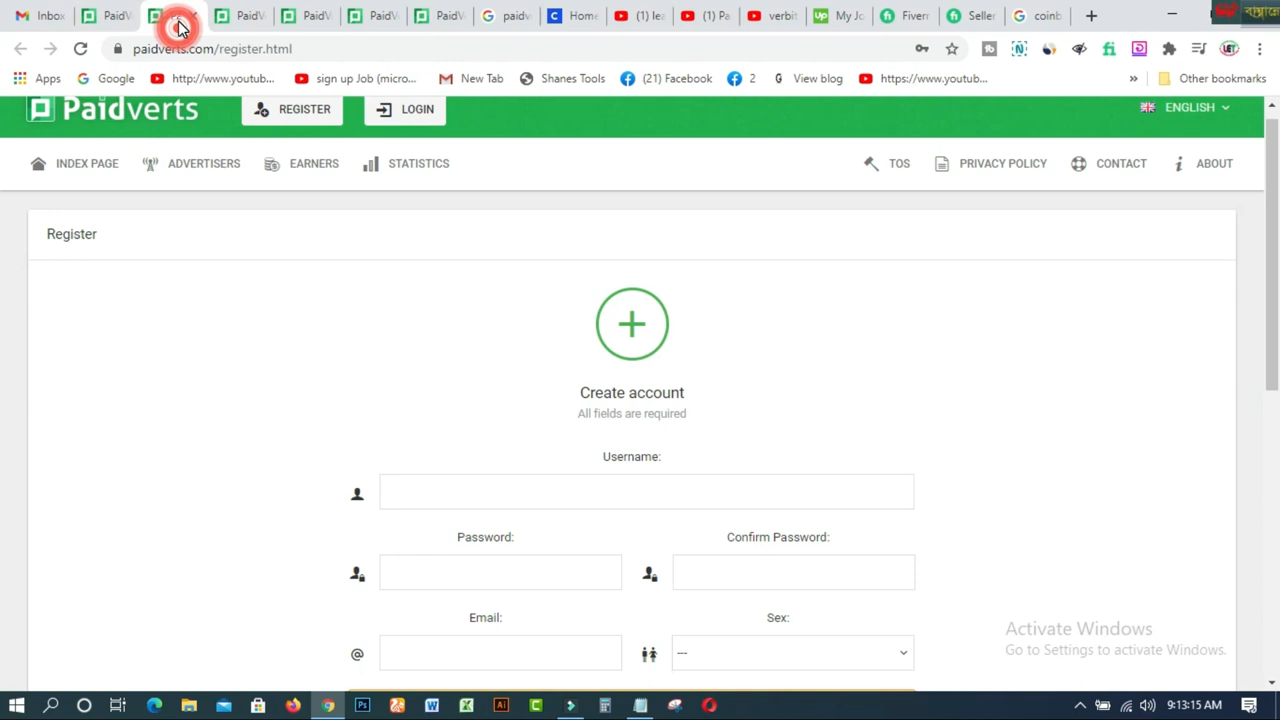 Inbox PaidV PaidV PaidV PaidV PaidV paidv Home (1) lea (1) Pa verbit My Jo Fiverr Seller coinb
paidverts.com/register.html
Apps Google http://www.youtub... sign up Job (micro... New Tab Shanes Tools (21) Facebook 2 View blog https://www.youtub... » Other bookmarks
Paidverts REGISTER LOGIN ENGLISH
INDEX PAGE ADVERTISERS EARNERS STATISTICS TOS PRIVACY POLICY CONTACT ABOUT
Register
Create account
All fields are required
Username:
Password: Confirm Password:
Email: Sex:
@ ---
Activate Windows
Go to Settings to activate Windows.
9:13:15 AM